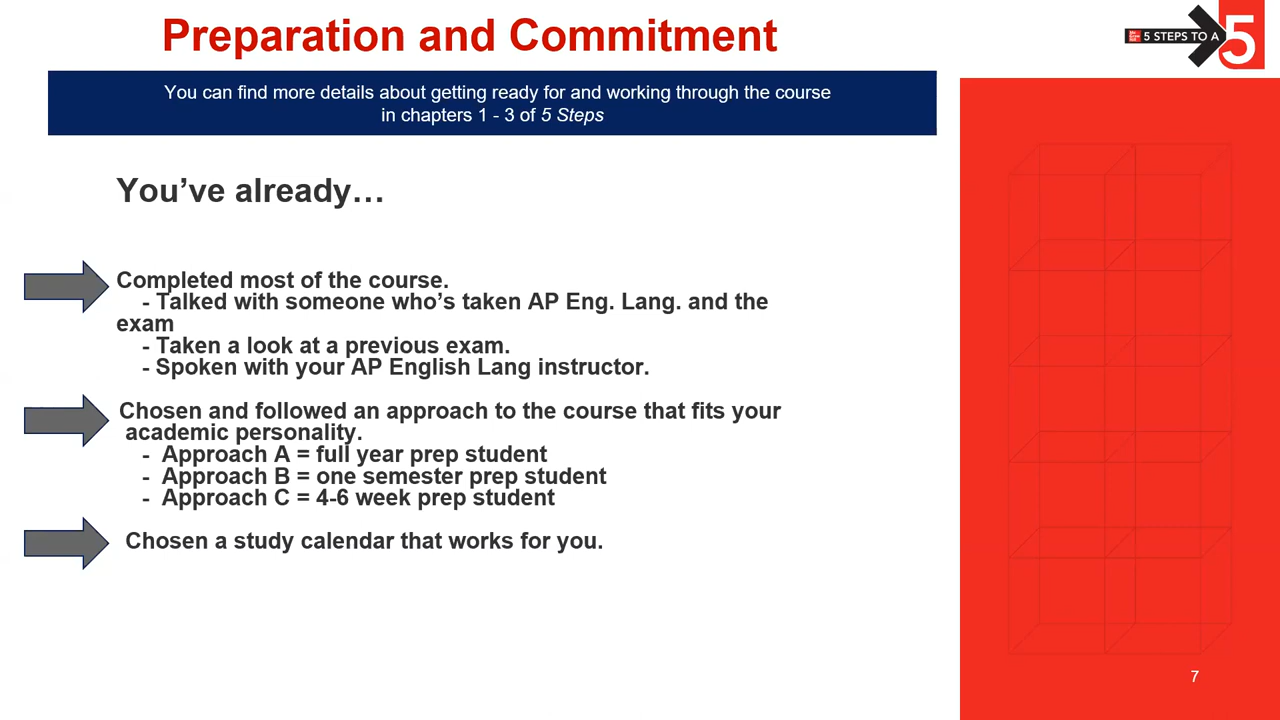 Preparation and Commitment
5 STEPS TO A
5
You can find more details about getting ready for and working through the course
in chapters 1 - 3 of 5 Steps
You’ve already…
Completed most of the course.
- Talked with someone who’s taken AP Eng. Lang. and the
exam
- Taken a look at a previous exam.
- Spoken with your AP English Lang instructor.
Chosen and followed an approach to the course that fits your
academic personality.
- Approach A = full year prep student
- Approach B = one semester prep student
- Approach C = 4-6 week prep student
Chosen a study calendar that works for you.
7